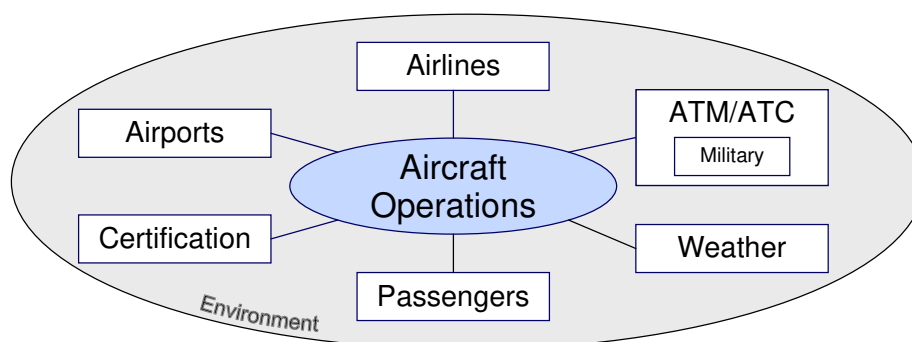 Airlines
ATM/ATC
Military
Airports
Aircraft
Operations
Certification
Weather
Passengers
Environment